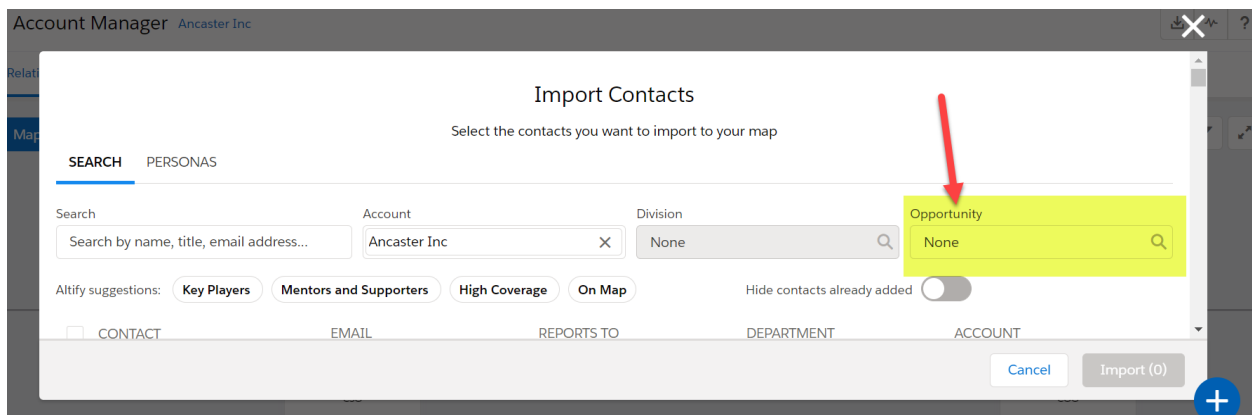 Account Manager Ancaster Inc
?
Relati
Import Contacts
Select the contacts you want to import to your map
Map
SEARCH PERSONAS
Search Account Division Opportunity
Search by name, title, email address... Ancaster Inc None None
Altify suggestions: Key Players Mentors and Supporters High Coverage On Map Hide contacts already added
CONTACT EMAIL REPORTS TO DEPARTMENT ACCOUNT
Cancel Import (0)